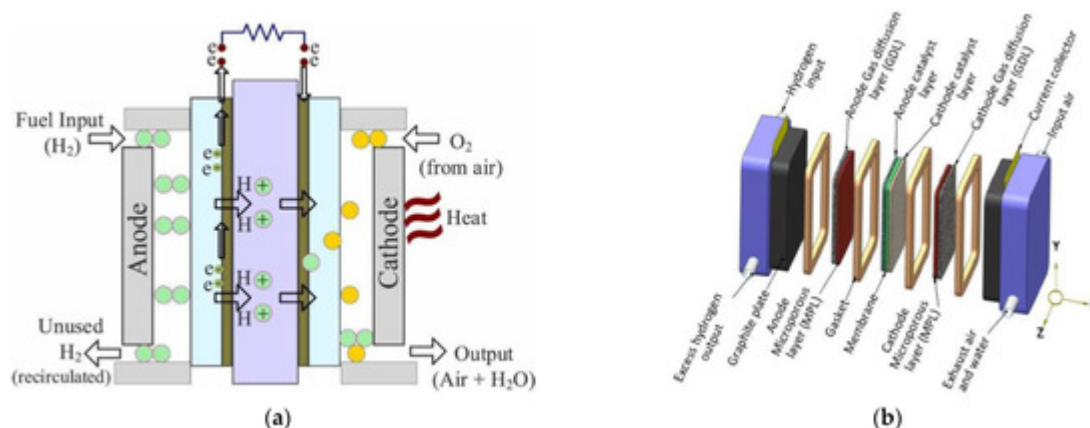 e
e
e
e
Fuel Input
(H2)
O2
(from air)
e
e
H
+
H
+
Anode
Cathode
Heat
e
e
H
+
H
+
Unused
H2
(recirculated)
Output
(Air + H2O)
(a)
Hydrogen
input
Anode Gas diffusion
layer (GDL)
Anode catalyst
layer
Cathode catalyst
layer
Cathode Gas diffusion
layer (GDL)
Current collector
Input air
Excess hydrogen
output
Graphite plate
Anode
Microporous
layer (MPL)
Gasket
Membrane
Cathode
Microporous
layer (MPL)
Exhaust air
and water
Y
X
Z
(b)